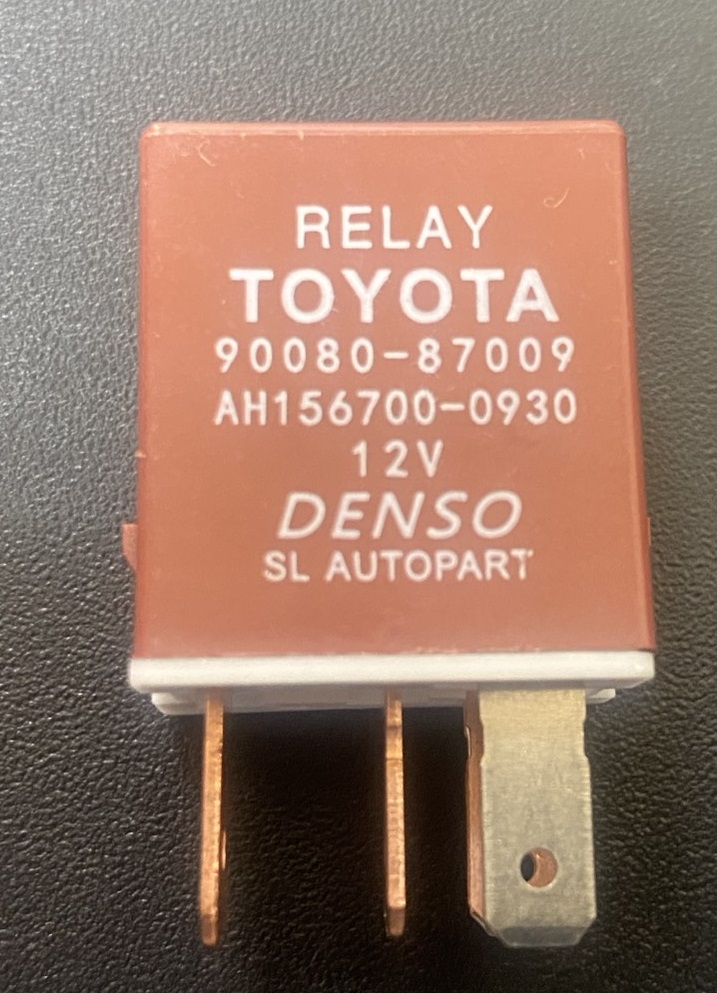 RELAY
TOYOTA
90080-87009
AH156700-0930
12V
DENSO
SL AUTOPART